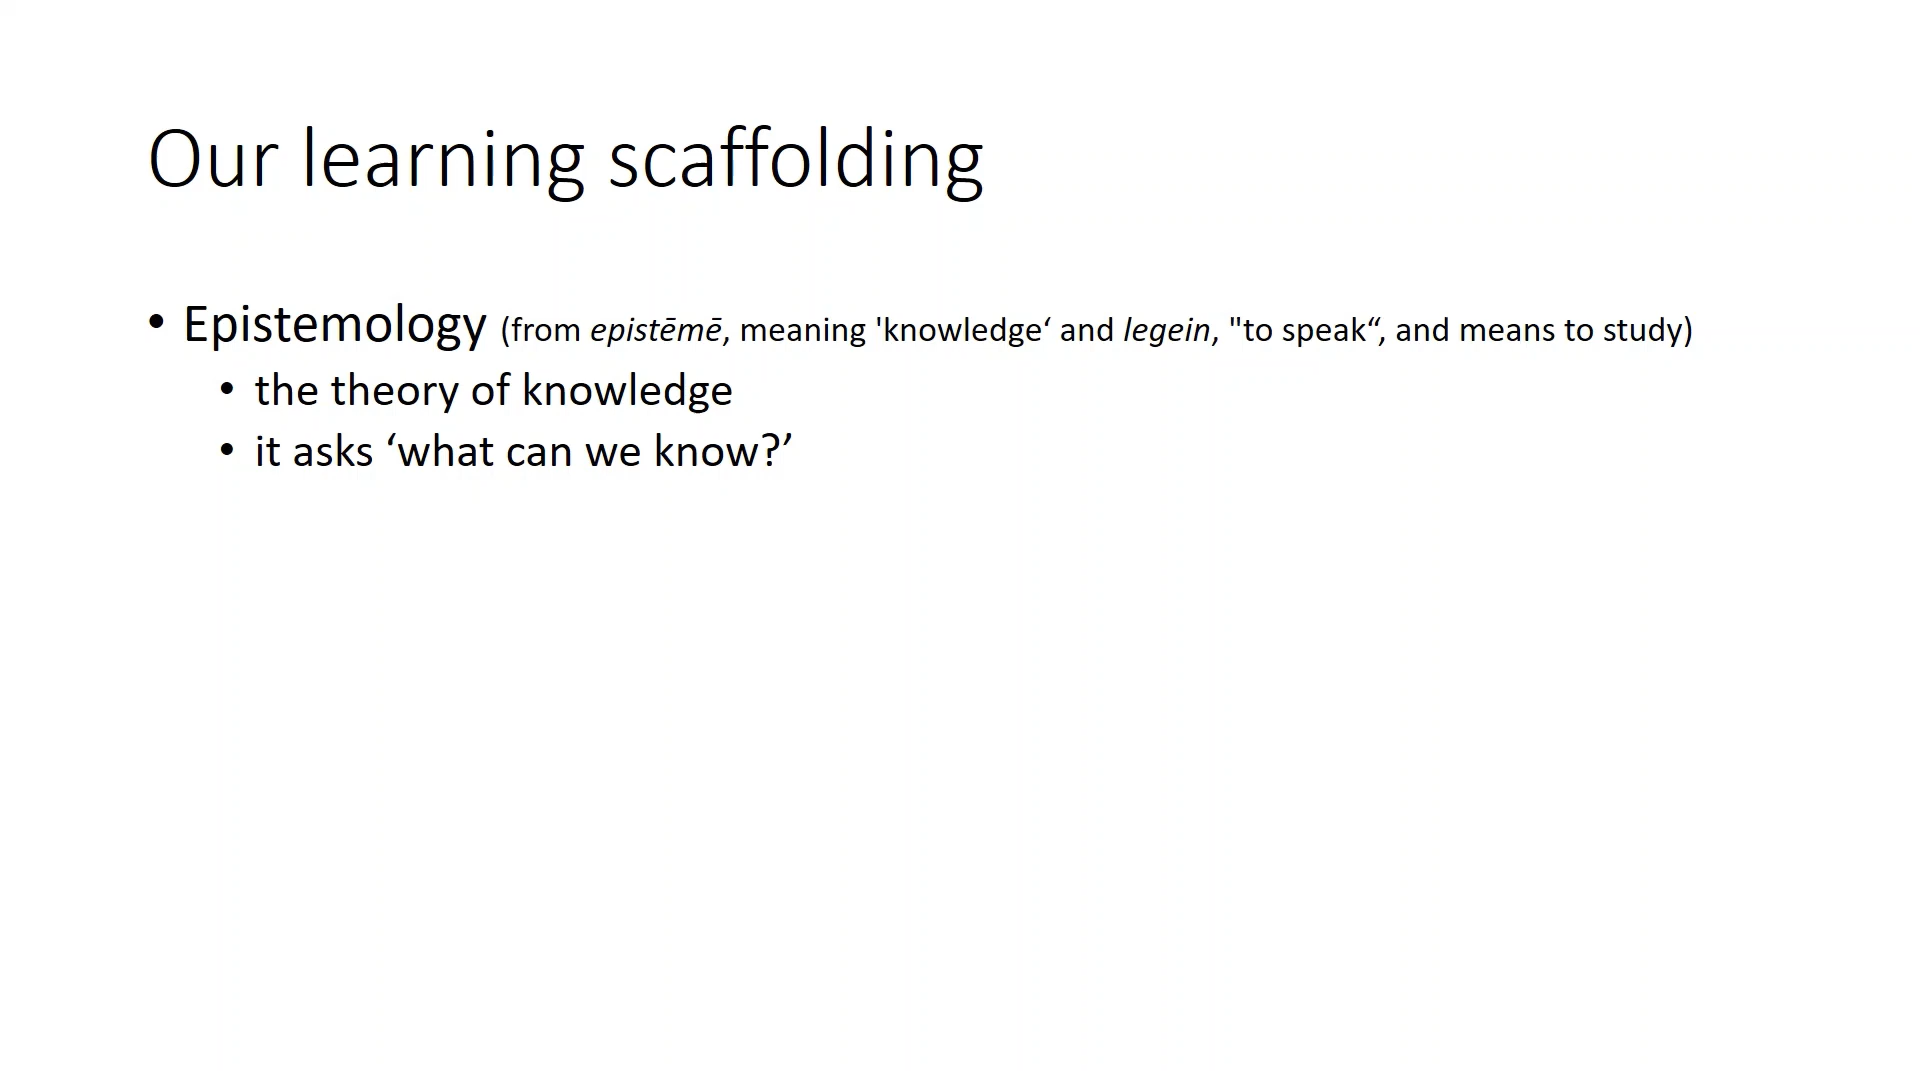 Our learning scaffolding
• Epistemology (from epistēmē, meaning 'knowledge‘ and legein, "to speak“, and means to study)
• the theory of knowledge
• it asks ‘what can we know?’